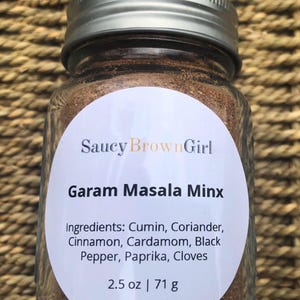 SaucyBrownGirl
Garam Masala Minx
Ingredients: Cumin, Coriander,
Cinnamon, Cardamom, Black
Pepper, Paprika, Cloves
2.5 oz | 71 g